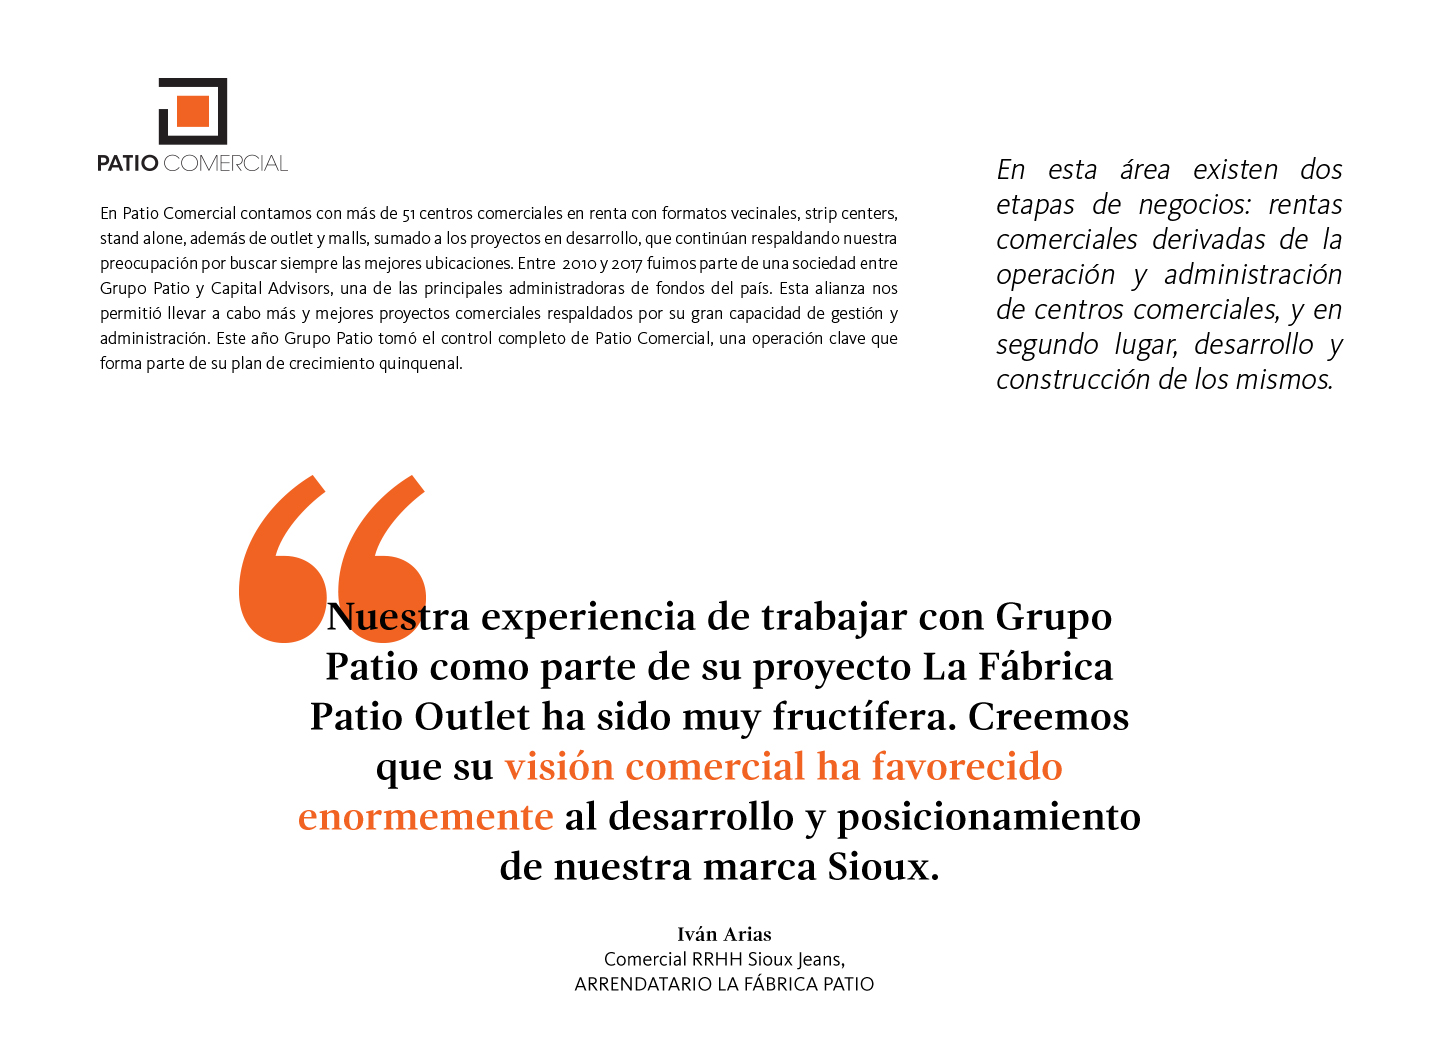 PATIO COMERCIAL
En Patio Comercial contamos con más de 51 centros comerciales en renta con formatos vecinales, strip centers,
stand alone, además de outlet y malls, sumado a los proyectos en desarrollo, que continúan respaldando nuestra
preocupación por buscar siempre las mejores ubicaciones. Entre 2010 y 2017 fuimos parte de una sociedad entre
Grupo Patio y Capital Advisors, una de las principales administradoras de fondos del país. Esta alianza nos
permitió llevar a cabo más y mejores proyectos comerciales respaldados por su gran capacidad de gestión y
administración. Este año Grupo Patio tomó el control completo de Patio Comercial, una operación clave que
forma parte de su plan de crecimiento quinquenal.
En esta área existen dos
etapas de negocios: rentas
comerciales derivadas de la
operación y administración
de centros comerciales, y en
segundo lugar, desarrollo y
construcción de los mismos.
“
Nuestra experiencia de trabajar con Grupo
Patio como parte de su proyecto La Fábrica
Patio Outlet ha sido muy fructífera. Creemos
que su visión comercial ha favorecido
enormemente al desarrollo y posicionamiento
de nuestra marca Sioux.
Iván Arias
Comercial RRHH Sioux Jeans,
ARRENDATARIO LA FÁBRICA PATIO